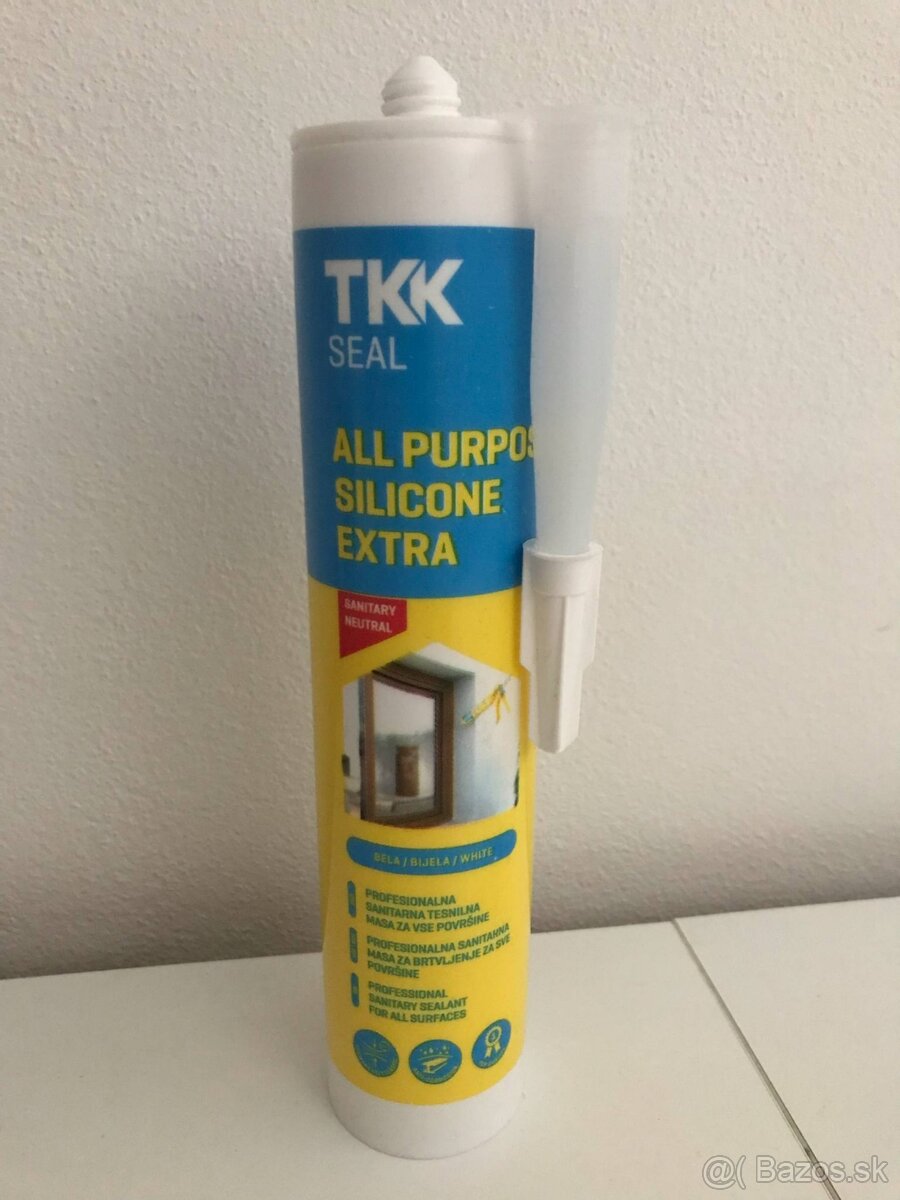 TKK
SEAL
ALL PURPOS
SILICONE
EXTRA
SANITARY
NEUTRAL
BELA / BIJELA / WHITE
PROFESIONALNA
SANITARNA TESNILNA
MASA ZA VSE POVRŠINE
PROFESIONALNA SANITARNA
MASA ZA BRTVLJENJE ZA SVE
POVRŠINE
PROFESSIONAL
SANITARY SEALANT
FOR ALL SURFACES
@( Bazos.sk